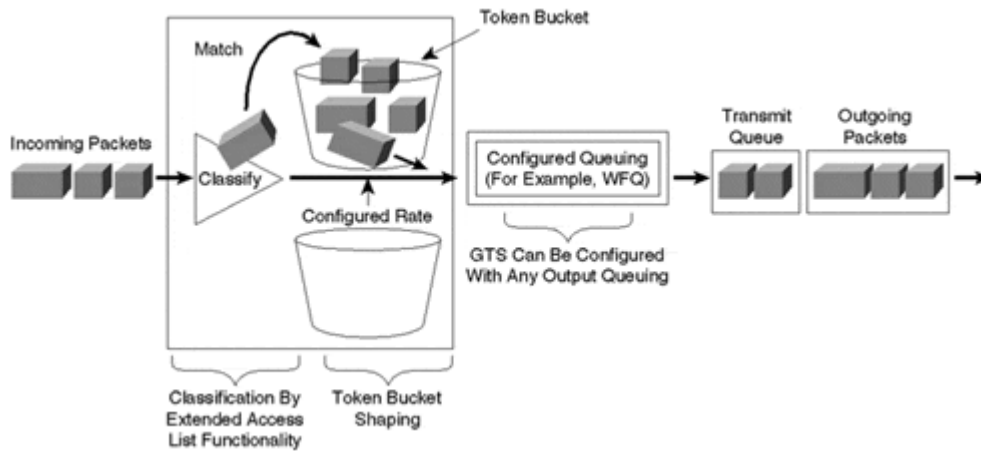 Token Bucket
Match
Incoming Packets
Classify
Configured Rate
Configured Queuing
(For Example, WFQ)
Transmit
Queue
Outgoing
Packets
GTS Can Be Configured
With Any Output Queuing
Classification By
Extended Access
List Functionality
Token Bucket
Shaping